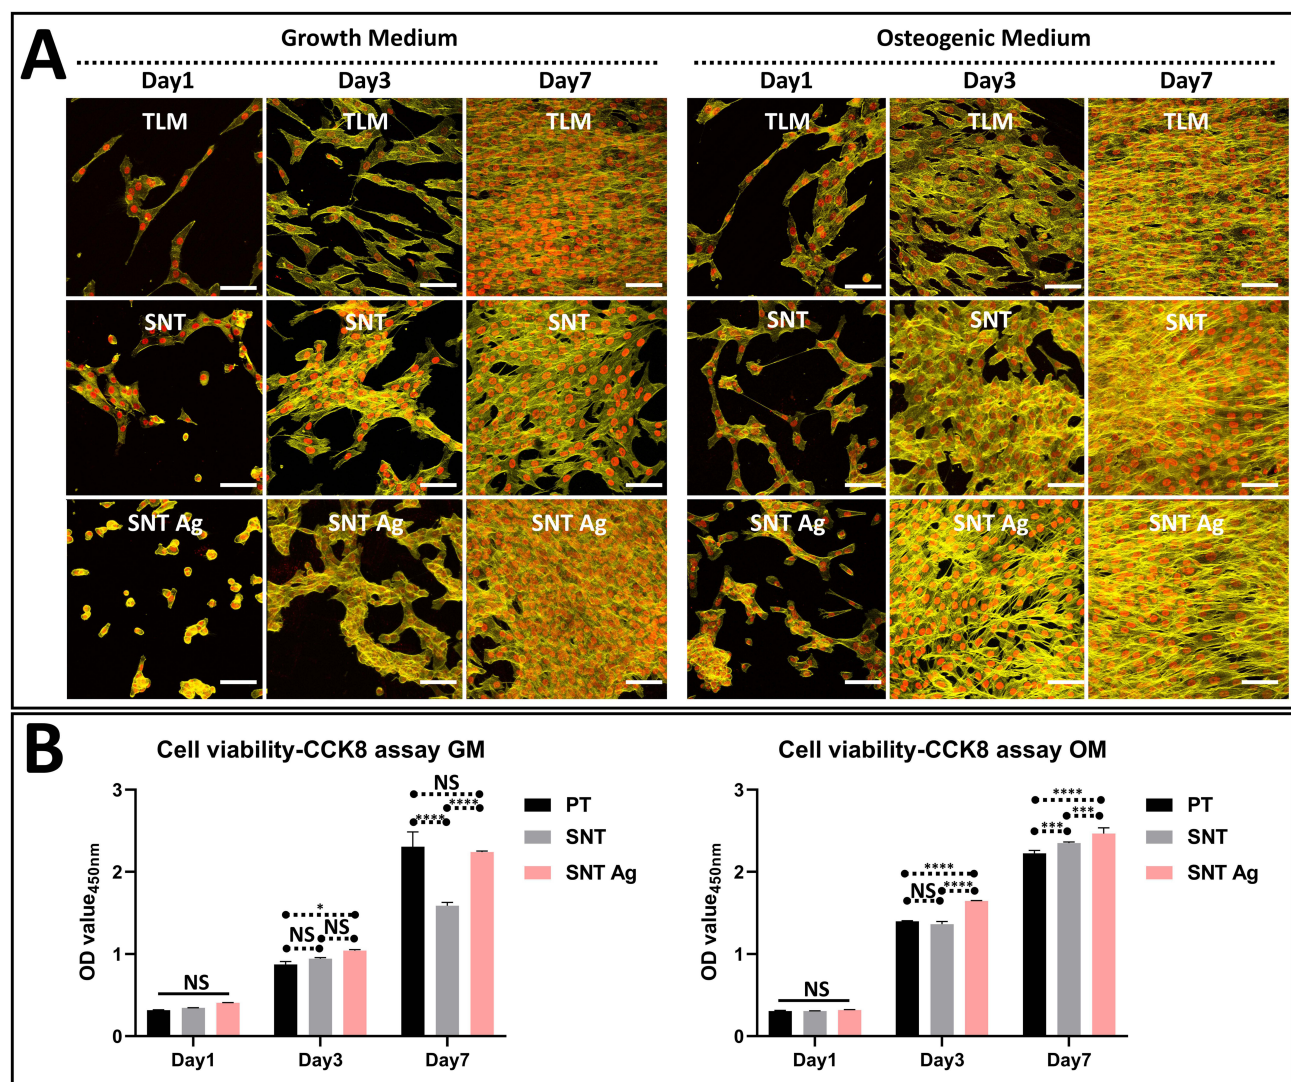 A
Growth Medium
Osteogenic Medium
Day1 Day3 Day7 Day1 Day3 Day7
TLM TLM TLM TLM TLM TLM
SNT SNT SNT SNT SNT SNT
SNT Ag SNT Ag SNT Ag SNT Ag SNT Ag SNT Ag
B
Cell viability-CCK8 assay GM
OD value450nm
3
2
1
0
NS
*
NS NS
NS
**** ****
Day1 Day3 Day7
PT
SNT
SNT Ag
Cell viability-CCK8 assay OM
OD value450nm
3
2
1
0
NS
****
NS ****
****
*** ***
Day1 Day3 Day7
PT
SNT
SNT Ag